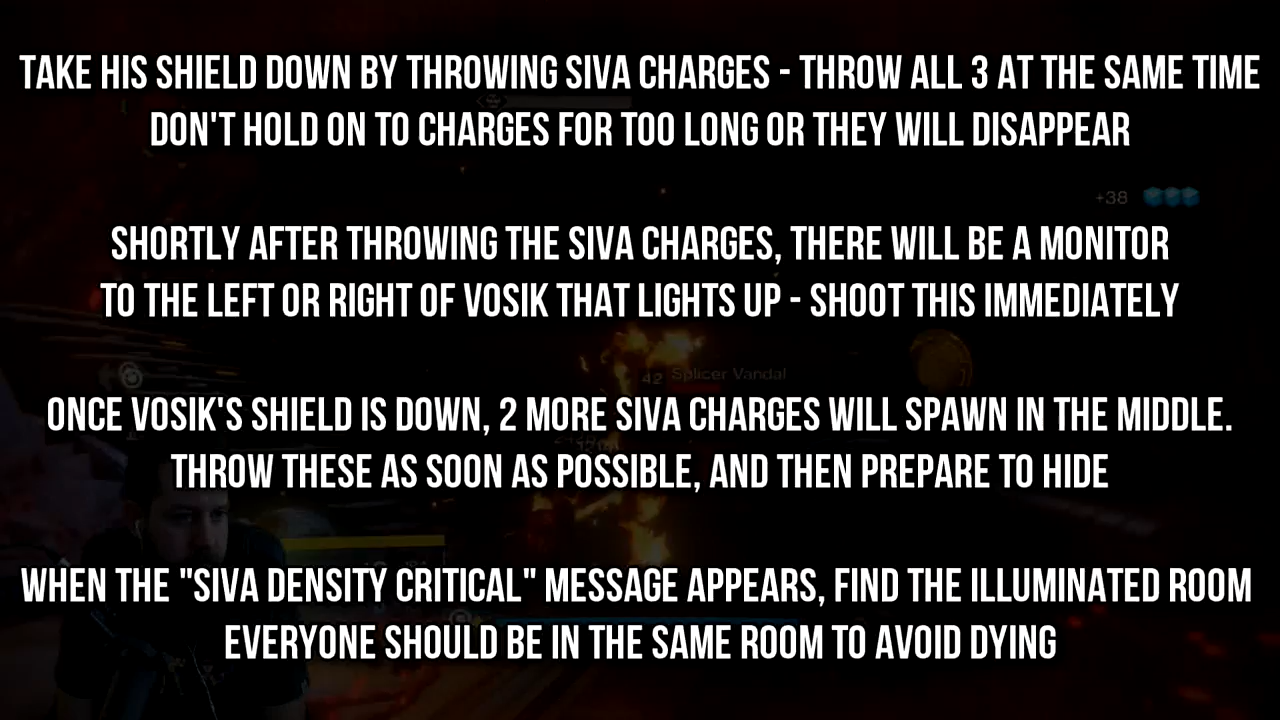 TAKE HIS SHIELD DOWN BY THROWING SIVA CHARGES - THROW ALL 3 AT THE SAME TIME
DON'T HOLD ON TO CHARGES FOR TOO LONG OR THEY WILL DISAPPEAR
+38
SHORTLY AFTER THROWING THE SIVA CHARGES, THERE WILL BE A MONITOR
TO THE LEFT OR RIGHT OF VOSIK THAT LIGHTS UP - SHOOT THIS IMMEDIATELY
42 Splicer Vandal
ONCE VOSIK'S SHIELD IS DOWN, 2 MORE SIVA CHARGES WILL SPAWN IN THE MIDDLE.
THROW THESE AS SOON AS POSSIBLE, AND THEN PREPARE TO HIDE
WHEN THE "SIVA DENSITY CRITICAL" MESSAGE APPEARS, FIND THE ILLUMINATED ROOM
EVERYONE SHOULD BE IN THE SAME ROOM TO AVOID DYING